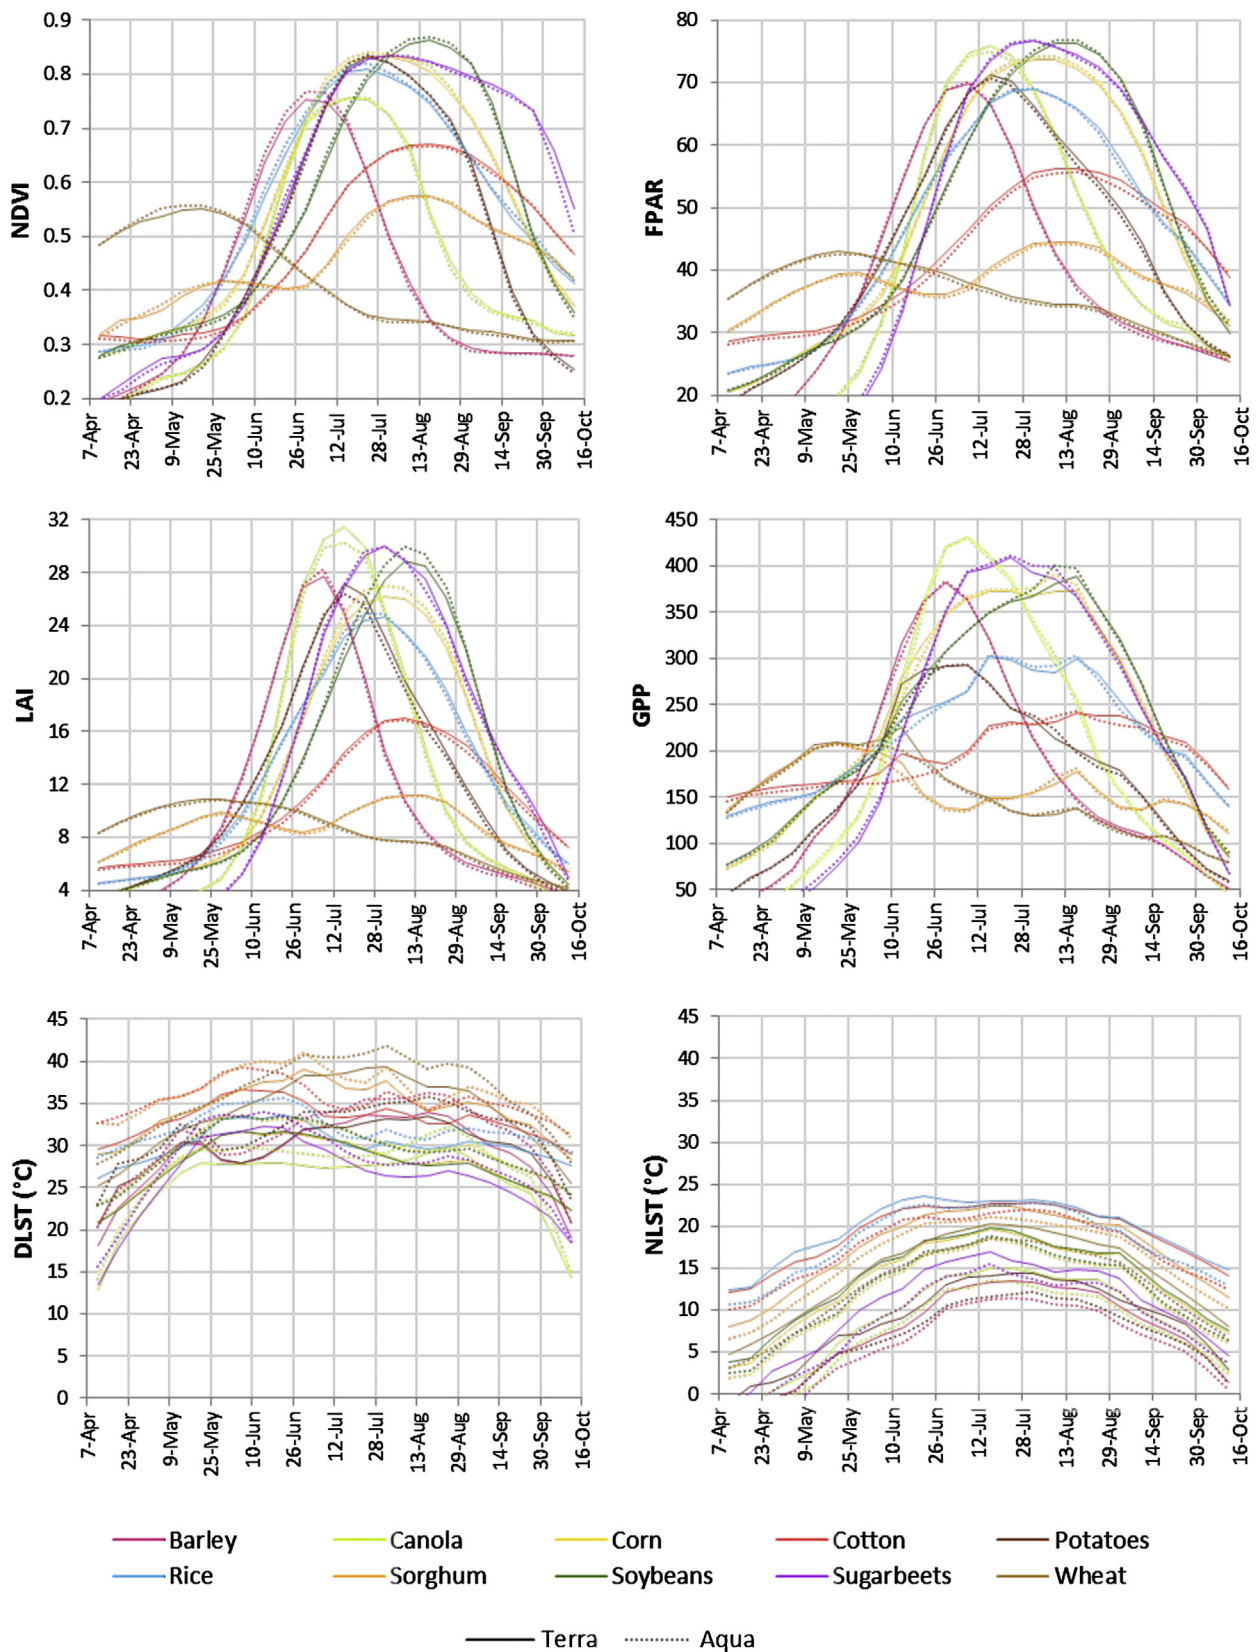 NDVI
0.9
0.8
0.7
0.6
0.5
0.4
0.3
0.2
7-Apr
23-Apr
9-May
25-May
10-Jun
26-Jun
12-Jul
28-Jul
13-Aug
29-Aug
14-Sep
30-Sep
16-Oct
FPAR
80
70
60
50
40
30
20
7-Apr
23-Apr
9-May
25-May
10-Jun
26-Jun
12-Jul
28-Jul
13-Aug
29-Aug
14-Sep
30-Sep
16-Oct
LAI
32
28
24
20
16
12
8
4
7-Apr
23-Apr
9-May
25-May
10-Jun
26-Jun
12-Jul
28-Jul
13-Aug
29-Aug
14-Sep
30-Sep
16-Oct
GPP
450
400
350
300
250
200
150
100
50
7-Apr
23-Apr
9-May
25-May
10-Jun
26-Jun
12-Jul
28-Jul
13-Aug
29-Aug
14-Sep
30-Sep
16-Oct
DLST (°C)
45
40
35
30
25
20
15
10
5
0
7-Apr
23-Apr
9-May
25-May
10-Jun
26-Jun
12-Jul
28-Jul
13-Aug
29-Aug
14-Sep
30-Sep
16-Oct
NLST (°C)
45
40
35
30
25
20
15
10
5
0
7-Apr
23-Apr
9-May
25-May
10-Jun
26-Jun
12-Jul
28-Jul
13-Aug
29-Aug
14-Sep
30-Sep
16-Oct
Barley Canola Corn Cotton Potatoes
Rice Sorghum Soybeans Sugarbeets Wheat
Terra Aqua